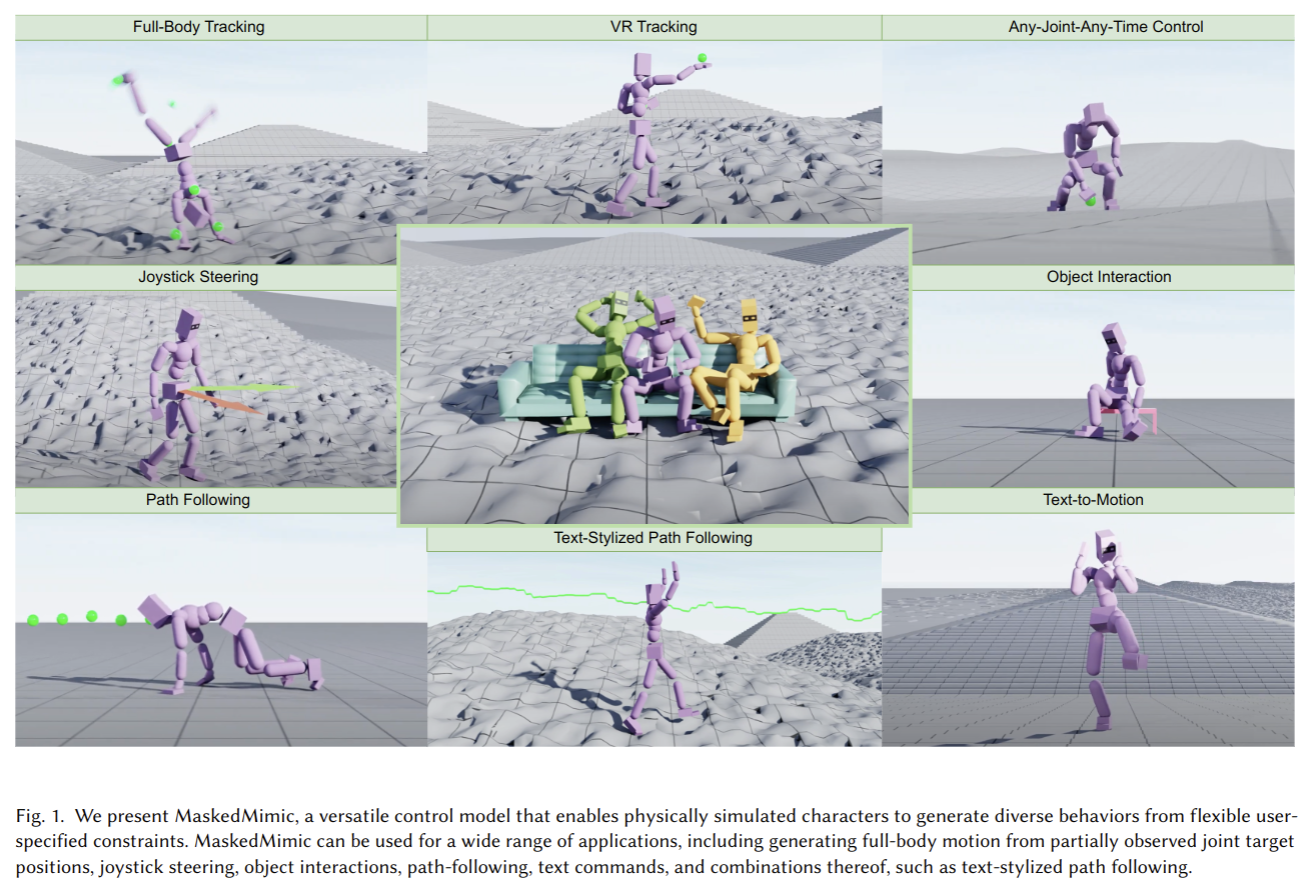 Full-Body Tracking
VR Tracking
Any-Joint-Any-Time Control
Joystick Steering
Object Interaction
Path Following
Text-to-Motion
Text-Stylized Path Following
Fig. 1. We present MaskedMimic, a versatile control model that enables physically simulated characters to generate diverse behaviors from flexible user-
specified constraints. MaskedMimic can be used for a wide range of applications, including generating full-body motion from partially observed joint target
positions, joystick steering, object interactions, path-following, text commands, and combinations thereof, such as text-stylized path following.